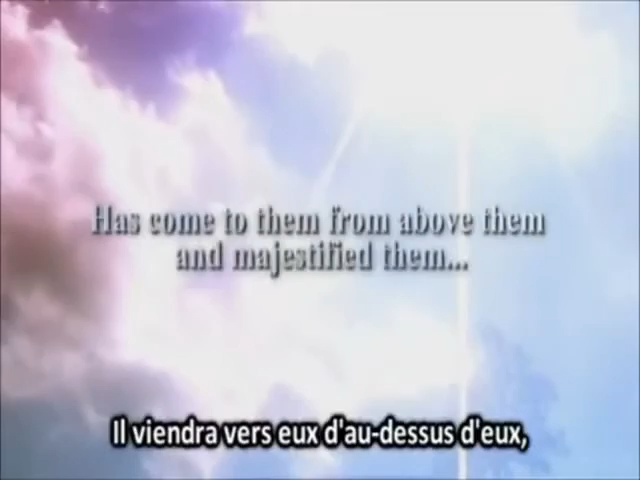 Has come to them from above them
and majestified them...
Il viendra vers eux d'au-dessus d'eux,